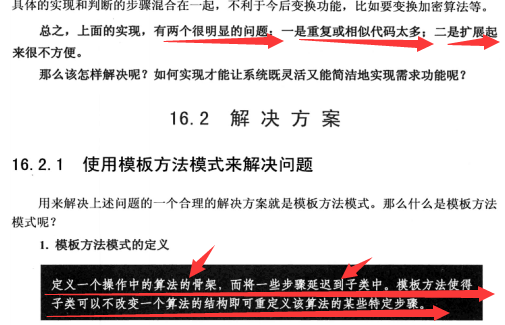 具体的实现和判断的步骤混合在一起，不利于今后变换功能，比如要变换加密算法等。
总之，上面的实现，有两个很明显的问题：一是重复或相似代码太多；二是扩展起
来很不方便。
那么该怎样解决呢？如何实现才能让系统既灵活又能简洁地实现需求功能呢？
16.2 解决方案
16.2.1 使用模板方法模式来解决问题
用来解决上述问题的一个合理的解决方案就是模板方法模式。那么什么是模板方法
模式呢？
1. 模板方法模式的定义
定义一个操作中的算法的骨架，而将一些步骤延迟到子类中。模板方法使得
子类可以不改变一个算法的结构即可重定义该算法的某些特定步骤。